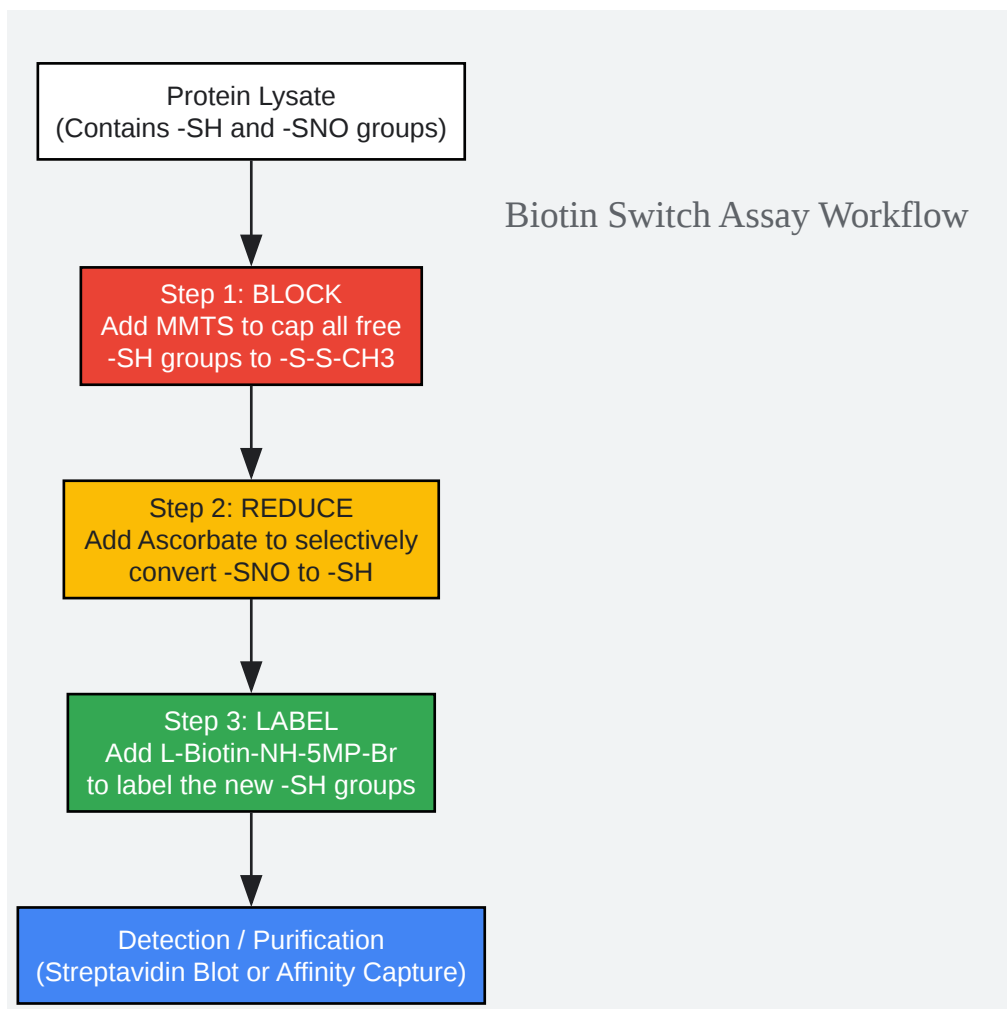 Protein Lysate
(Contains -SH and -SNO groups)
Biotin Switch Assay Workflow
Step 1: BLOCK
Add MMTS to cap all free
-SH groups to -S-S-CH3
Step 2: REDUCE
Add Ascorbate to selectively
convert -SNO to -SH
Step 3: LABEL
Add L-Biotin-NH-5MP-Br
to label the new -SH groups
Detection / Purification
(Streptavidin Blot or Affinity Capture)